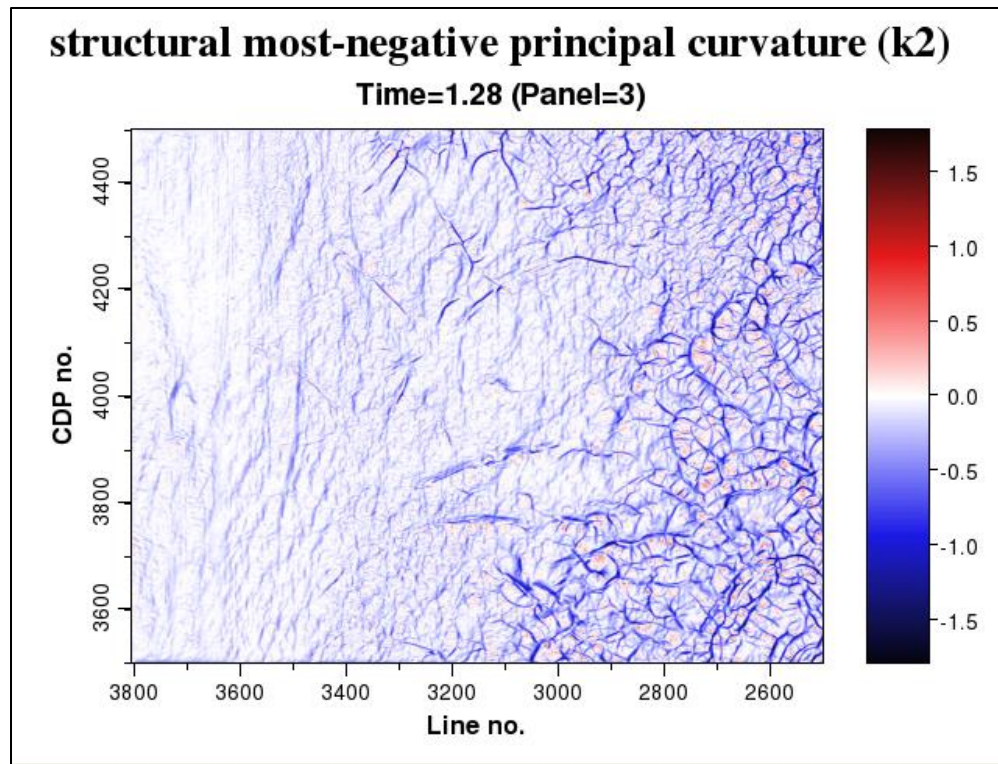 structural most-negative principal curvature (k2)
Time=1.28 (Panel=3)
CDP no.
4400
4200
4000
3800
3600
3800 3600 3400 3200 3000 2800 2600
Line no.
1.5
1.0
0.5
0.0
-0.5
-1.0
-1.5